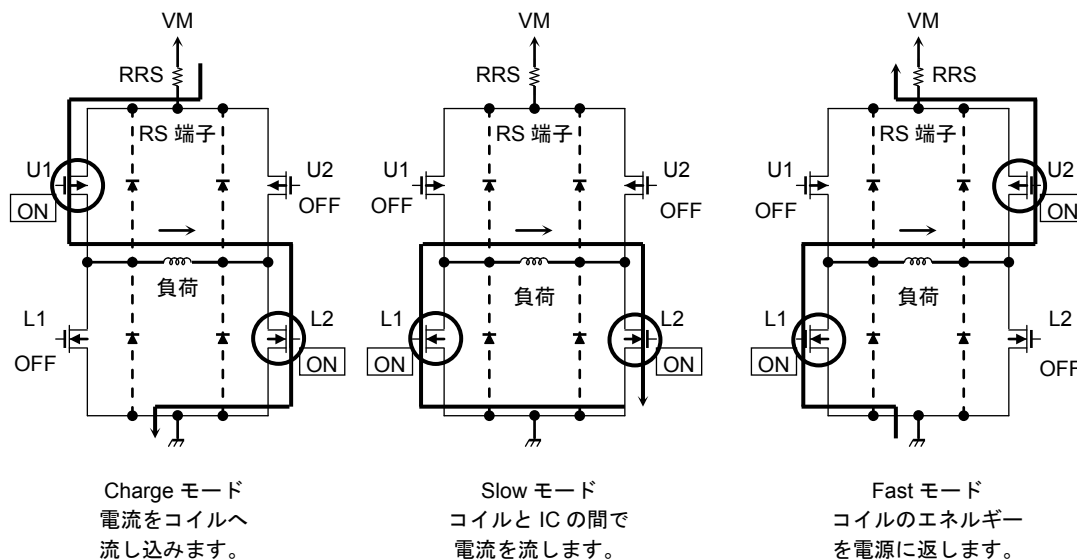 VM
RRS
RS 端子
U1
ON
U2
OFF
負荷
L1
OFF
L2
ON
Charge モード
電流をコイルへ
流し込みます。
VM
RRS
RS 端子
U1
OFF
U2
OFF
負荷
L1
ON
L2
ON
Slow モード
コイルと IC の間で
電流を流します。
VM
RRS
RS 端子
U1
OFF
U2
ON
負荷
L1
ON
L2
OFF
Fast モード
コイルのエネルギー
を電源に返します。